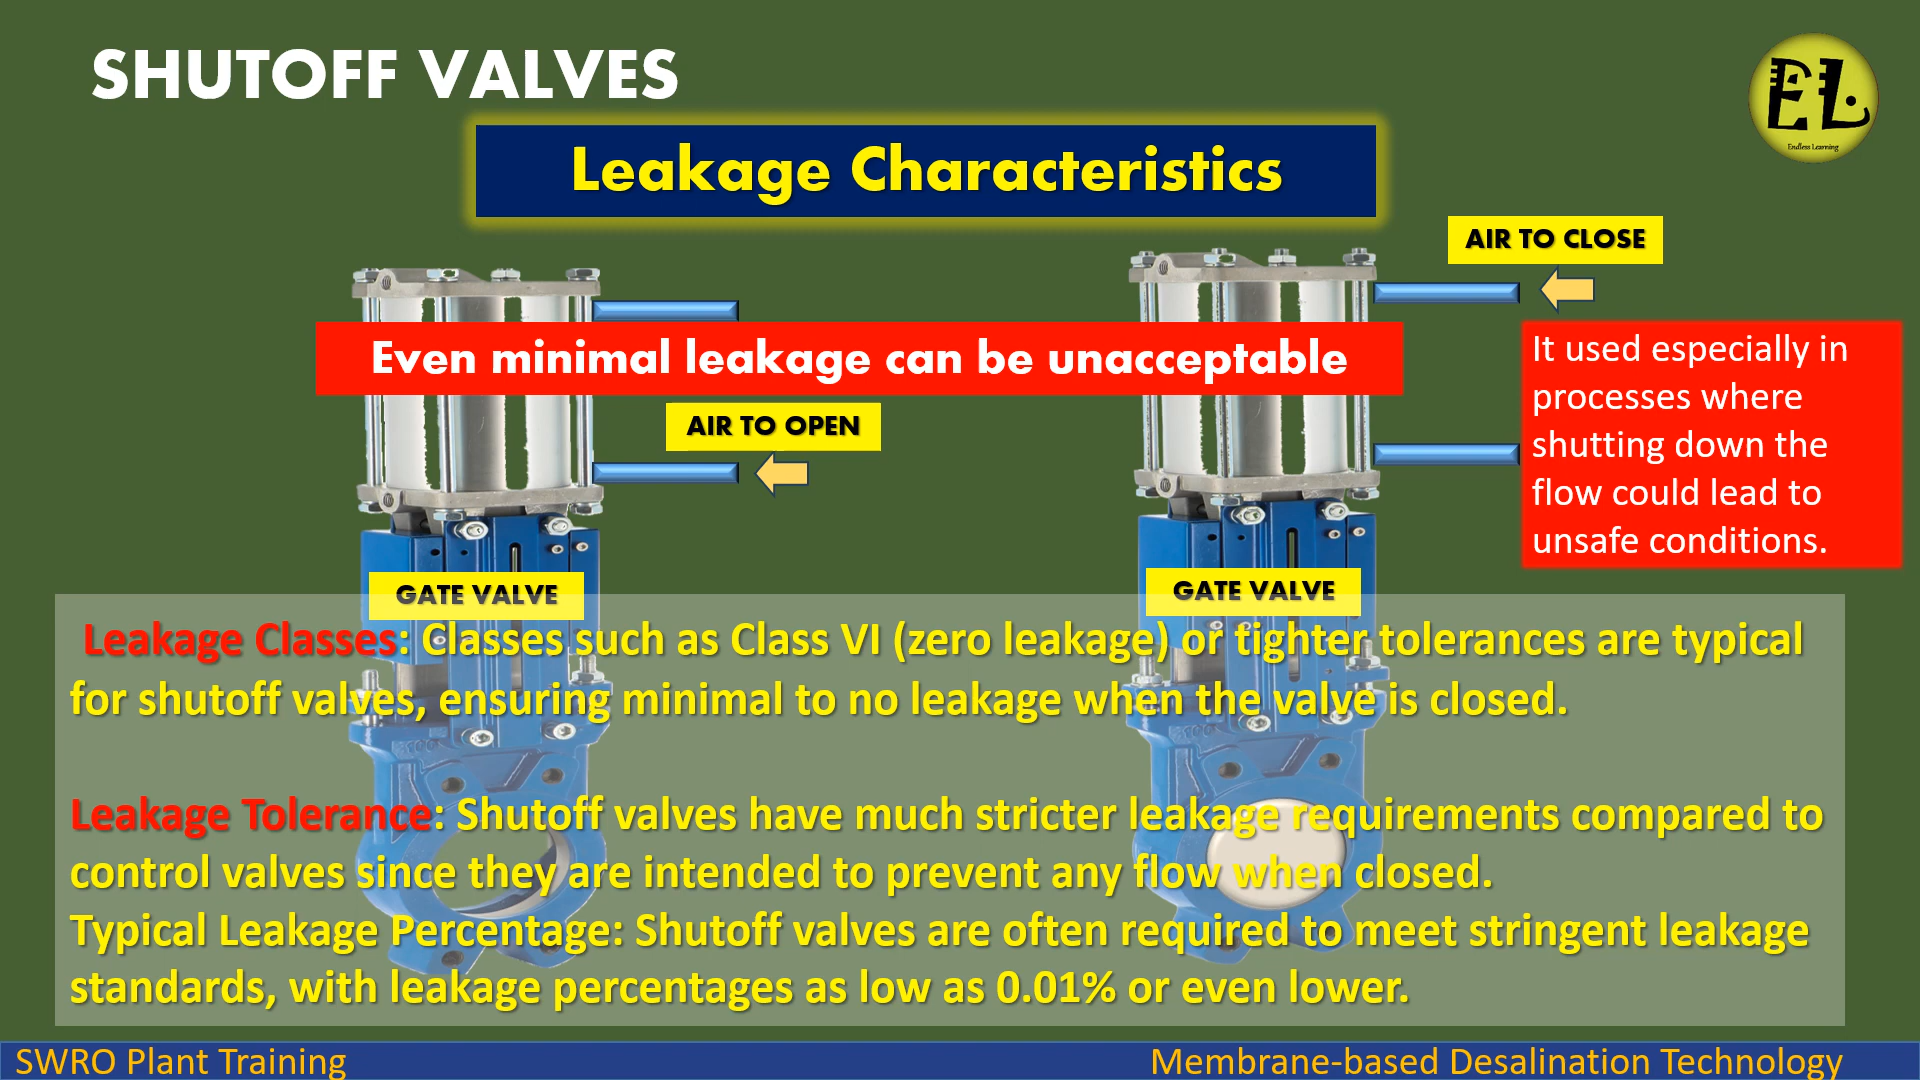 SHUTOFF VALVES
EL
Endless Learning
Leakage Characteristics
AIR TO CLOSE
Even minimal leakage can be unacceptable
It used especially in
processes where
shutting down the
flow could lead to
unsafe conditions.
AIR TO OPEN
GATE VALVE
GATE VALVE
Leakage Classes: Classes such as Class VI (zero leakage) or tighter tolerances are typical
for shutoff valves, ensuring minimal to no leakage when the valve is closed.
Leakage Tolerance: Shutoff valves have much stricter leakage requirements compared to
control valves since they are intended to prevent any flow when closed.
Typical Leakage Percentage: Shutoff valves are often required to meet stringent leakage
standards, with leakage percentages as low as 0.01% or even lower.
SWRO Plant Training
Membrane-based Desalination Technology